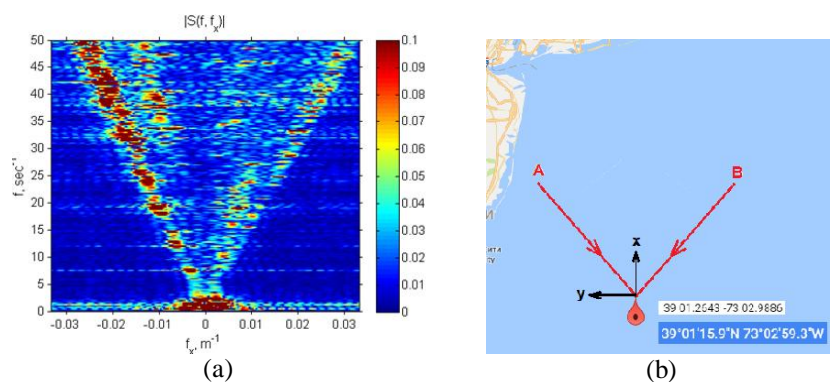 |S(f, f_x)|
50
45
40
35
30
25
20
15
10
5
0
f, sec⁻¹
-0.03 -0.02 -0.01 0 0.01 0.02 0.03
f_x, m⁻¹
0.1
0.09
0.08
0.07
0.06
0.05
0.04
0.03
0.02
0.01
0
(a)
A
B
x
y
39 01.2643 -73 02.9886
39°01'15.9"N 73°02'59.3"W
(b)